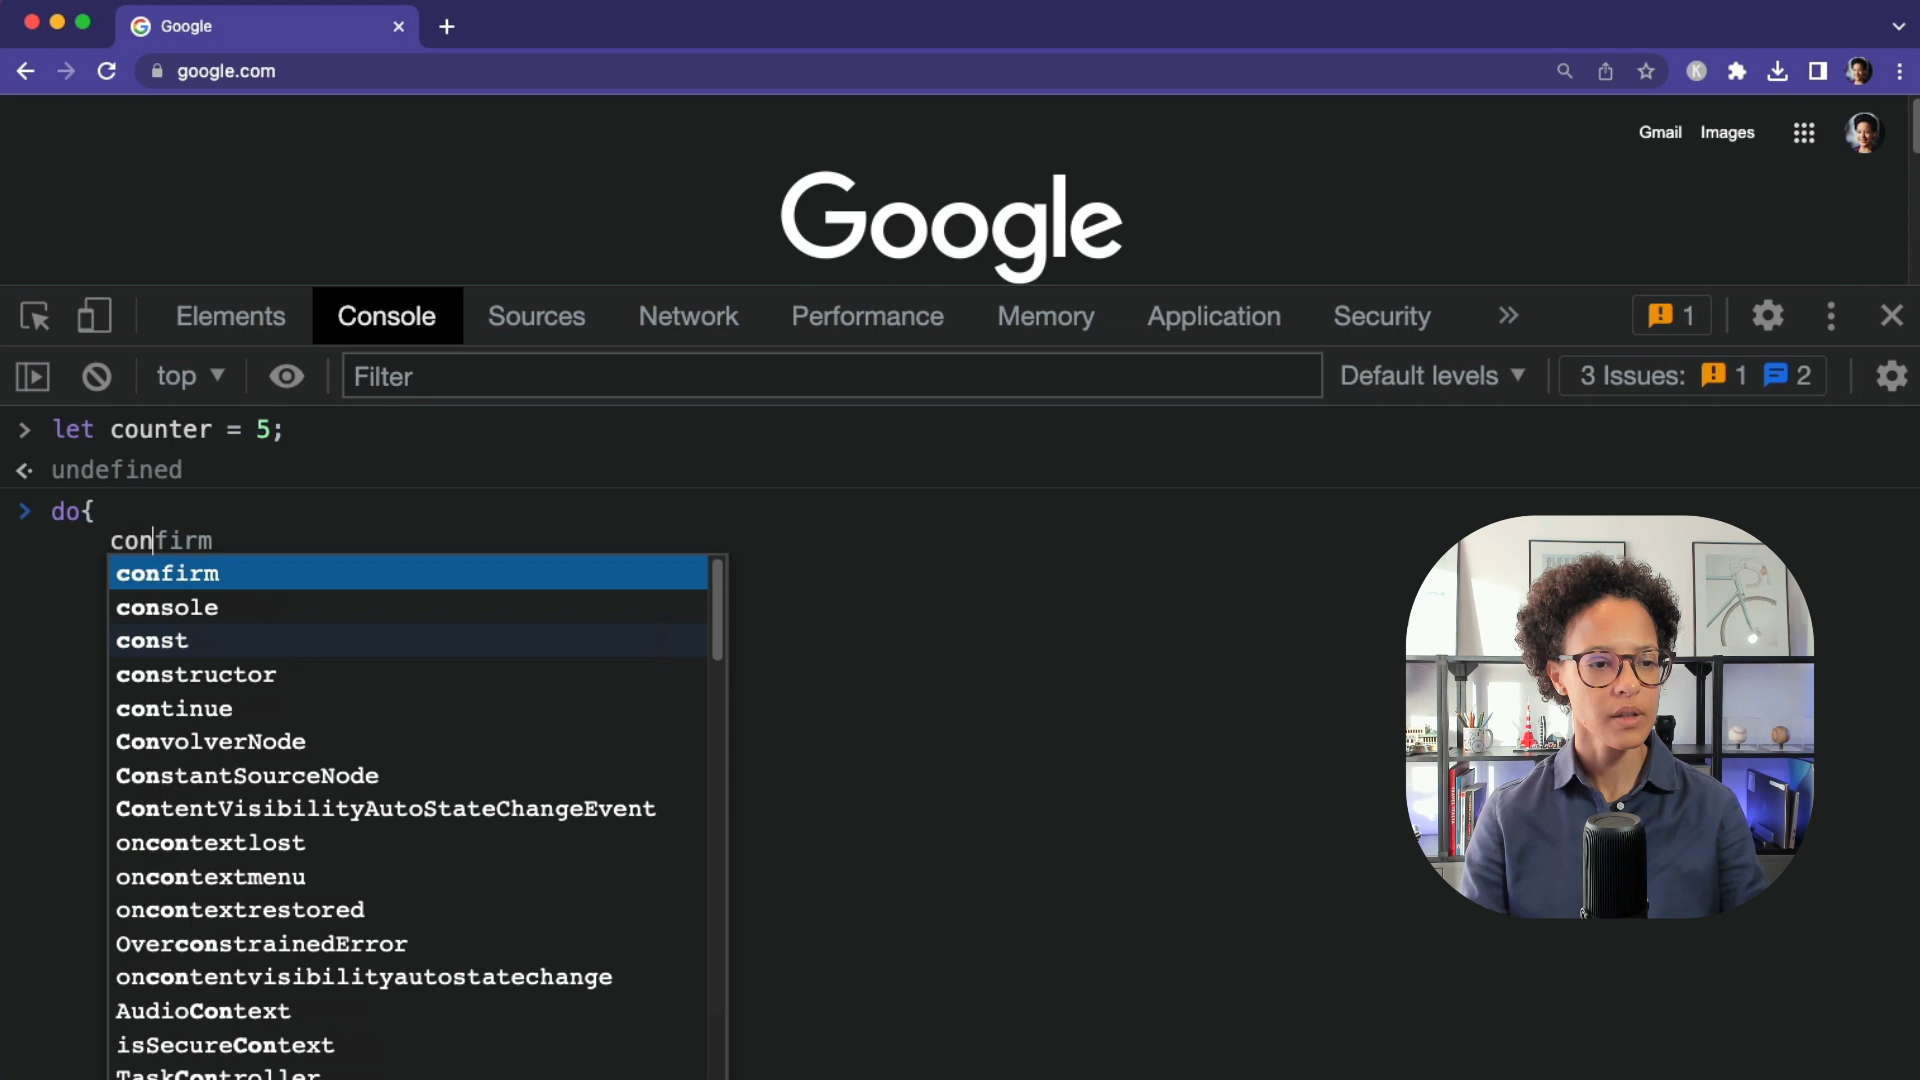 Google
google.com
K
Gmail Images
Google
Elements Console Sources Network Performance Memory Application Security 1
top Filter Default levels 3 Issues: 1 2
let counter = 5;
undefined
do{
confirm
confirm
console
const
constructor
continue
ConvolverNode
ConstantSourceNode
ContentVisibilityAutoStateChangeEvent
oncontextlost
oncontextmenu
oncontextrestored
OverconstrainedError
oncontentvisibilityautostatechange
AudioContext
isSecureContext
TaskController